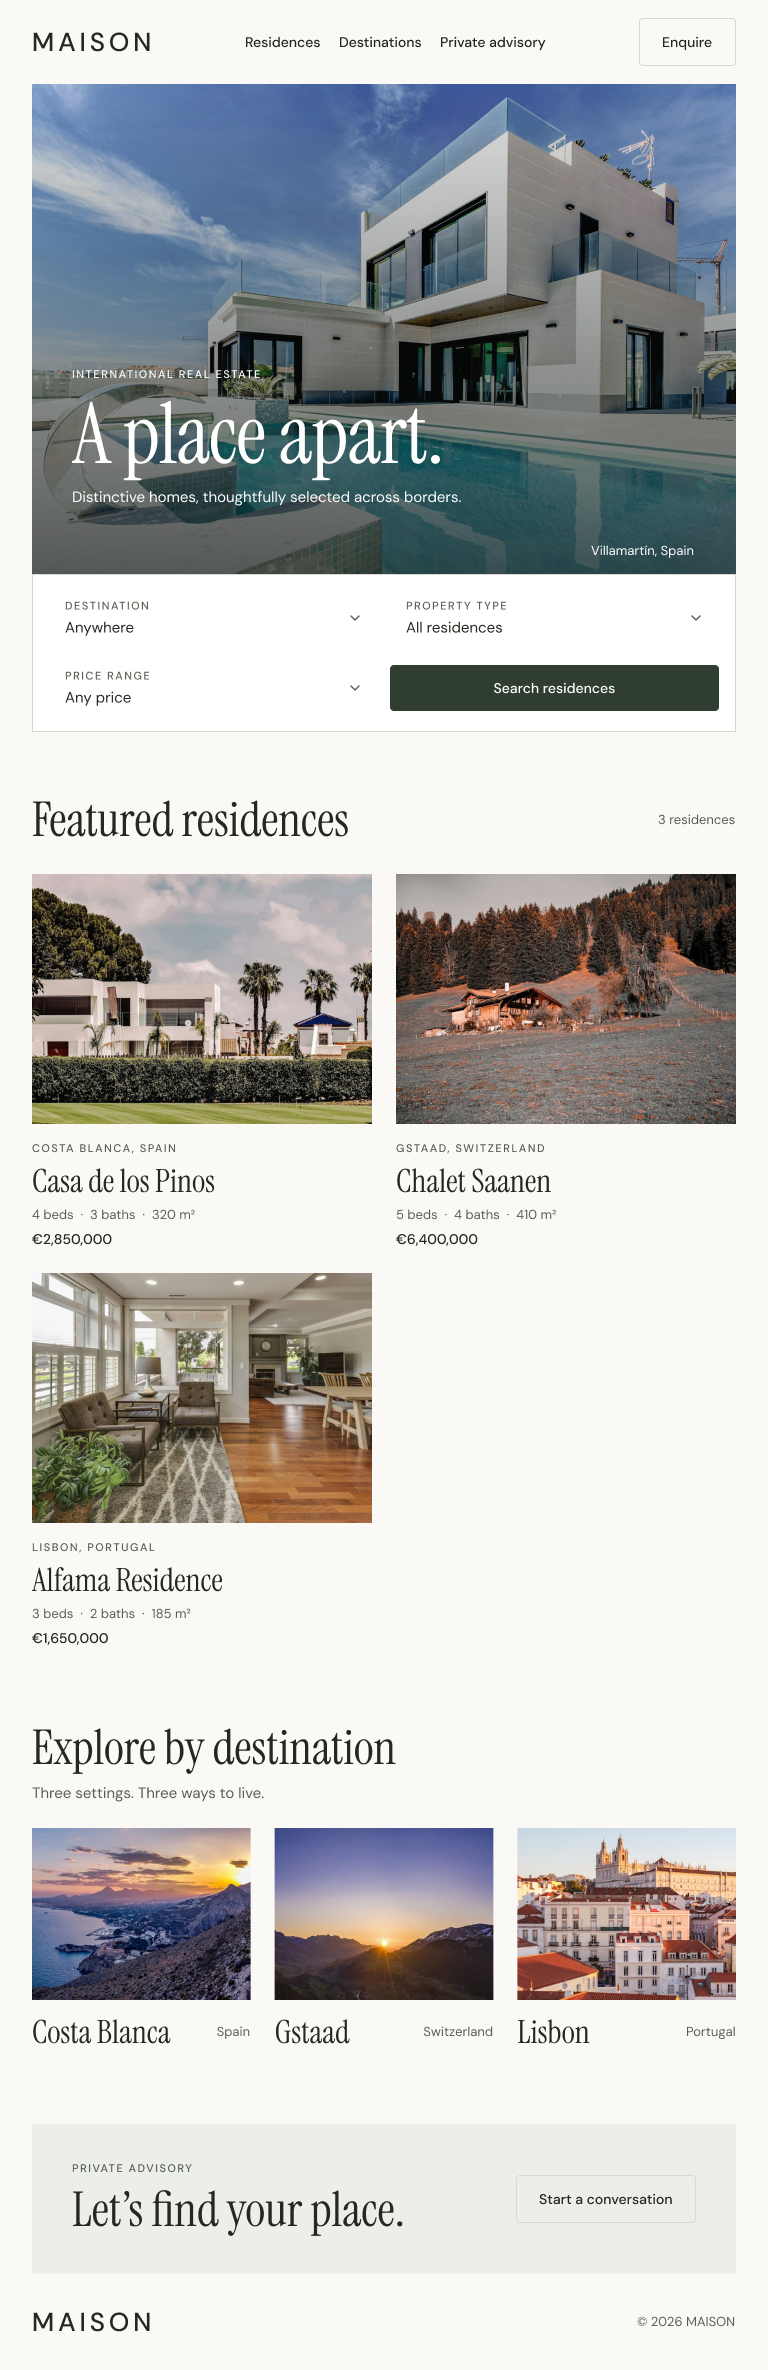 MAISON
Residences Destinations Private advisory
Enquire
INTERNATIONAL REAL ESTATE
A place apart.
Distinctive homes, thoughtfully selected across borders.
Villamartín, Spain
DESTINATION
Anywhere
PROPERTY TYPE
All residences
PRICE RANGE
Any price
Search residences
Featured residences
3 residences
COSTA BLANCA, SPAIN
Casa de los Pinos
4 beds · 3 baths · 320 m²
€2,850,000
GSTAAD, SWITZERLAND
Chalet Saanen
5 beds · 4 baths · 410 m²
€6,400,000
LISBON, PORTUGAL
Alfama Residence
3 beds · 2 baths · 185 m²
€1,650,000
Explore by destination
Three settings. Three ways to live.
Costa Blanca
Spain
Gstaad
Switzerland
Lisbon
Portugal
PRIVATE ADVISORY
Let’s find your place.
Start a conversation
MAISON
© 2026 MAISON